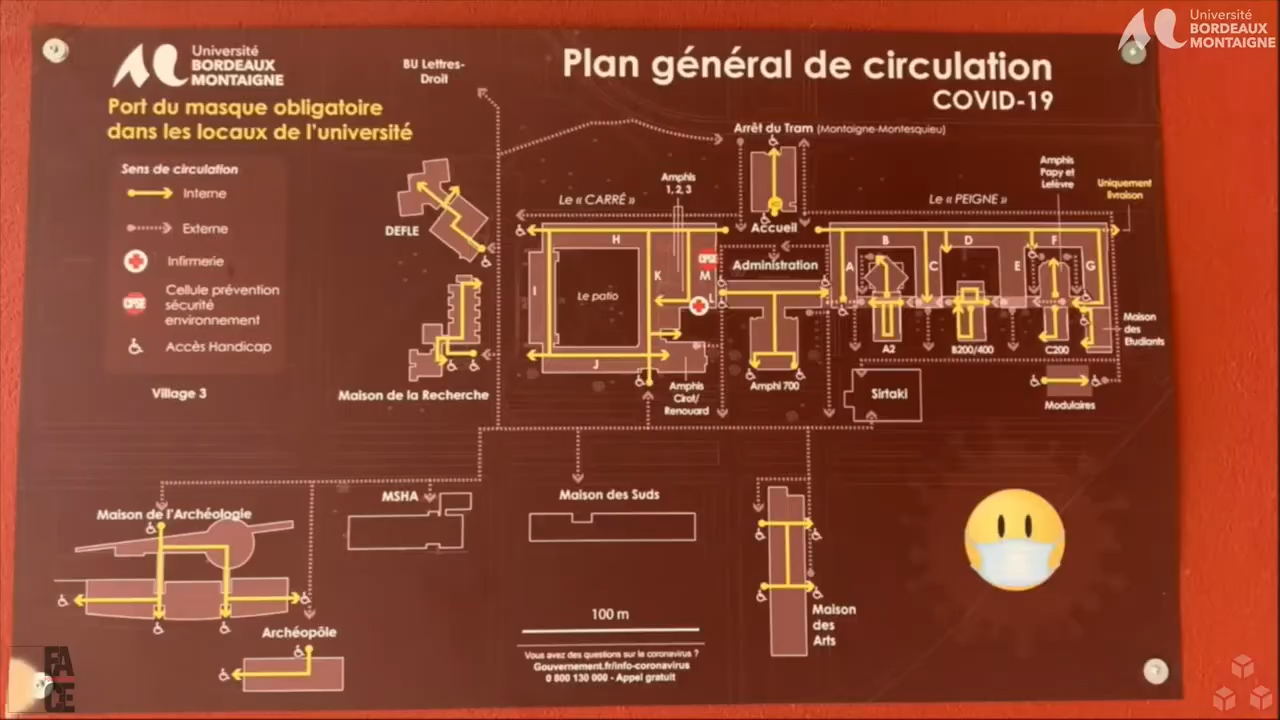 Université
BORDEAUX
MONTAIGNE
Port du masque obligatoire
dans les locaux de l'université
BU Lettres-
Droit
Plan général de circulation
COVID-19
Université
BORDEAUX
MONTAIGNE
Sens de circulation
Interne
Externe
Infirmerie
CPSE
Cellule prévention
sécurité
environnement
Accès Handicap
Village 3
DEFLE
Maison de la Recherche
Arrêt du Tram (Montaigne-Montesquieu)
Amphis
1, 2, 3
Le « CARRÉ »
Accueil
Le « PEIGNE »
Amphis
Papy et
Lefèvre
Uniquement
livraison
H
I
Le patio
K
CPSE
M
L
J
Administration
A
B
C
D
E
F
G
Amphis
Cirot/
Renouard
Amphi 700
A2
B200/400
C200
Maison
des
Etudiants
Sirtaki
Modulaires
Maison de l'Archéologie
MSHA
Maison des Suds
Archéopôle
Maison
des
Arts
100 m
Vous avez des questions sur le coronavirus ?
Gouvernement.fr/info-coronavirus
0 800 130 000 - Appel gratuit
FA
CE